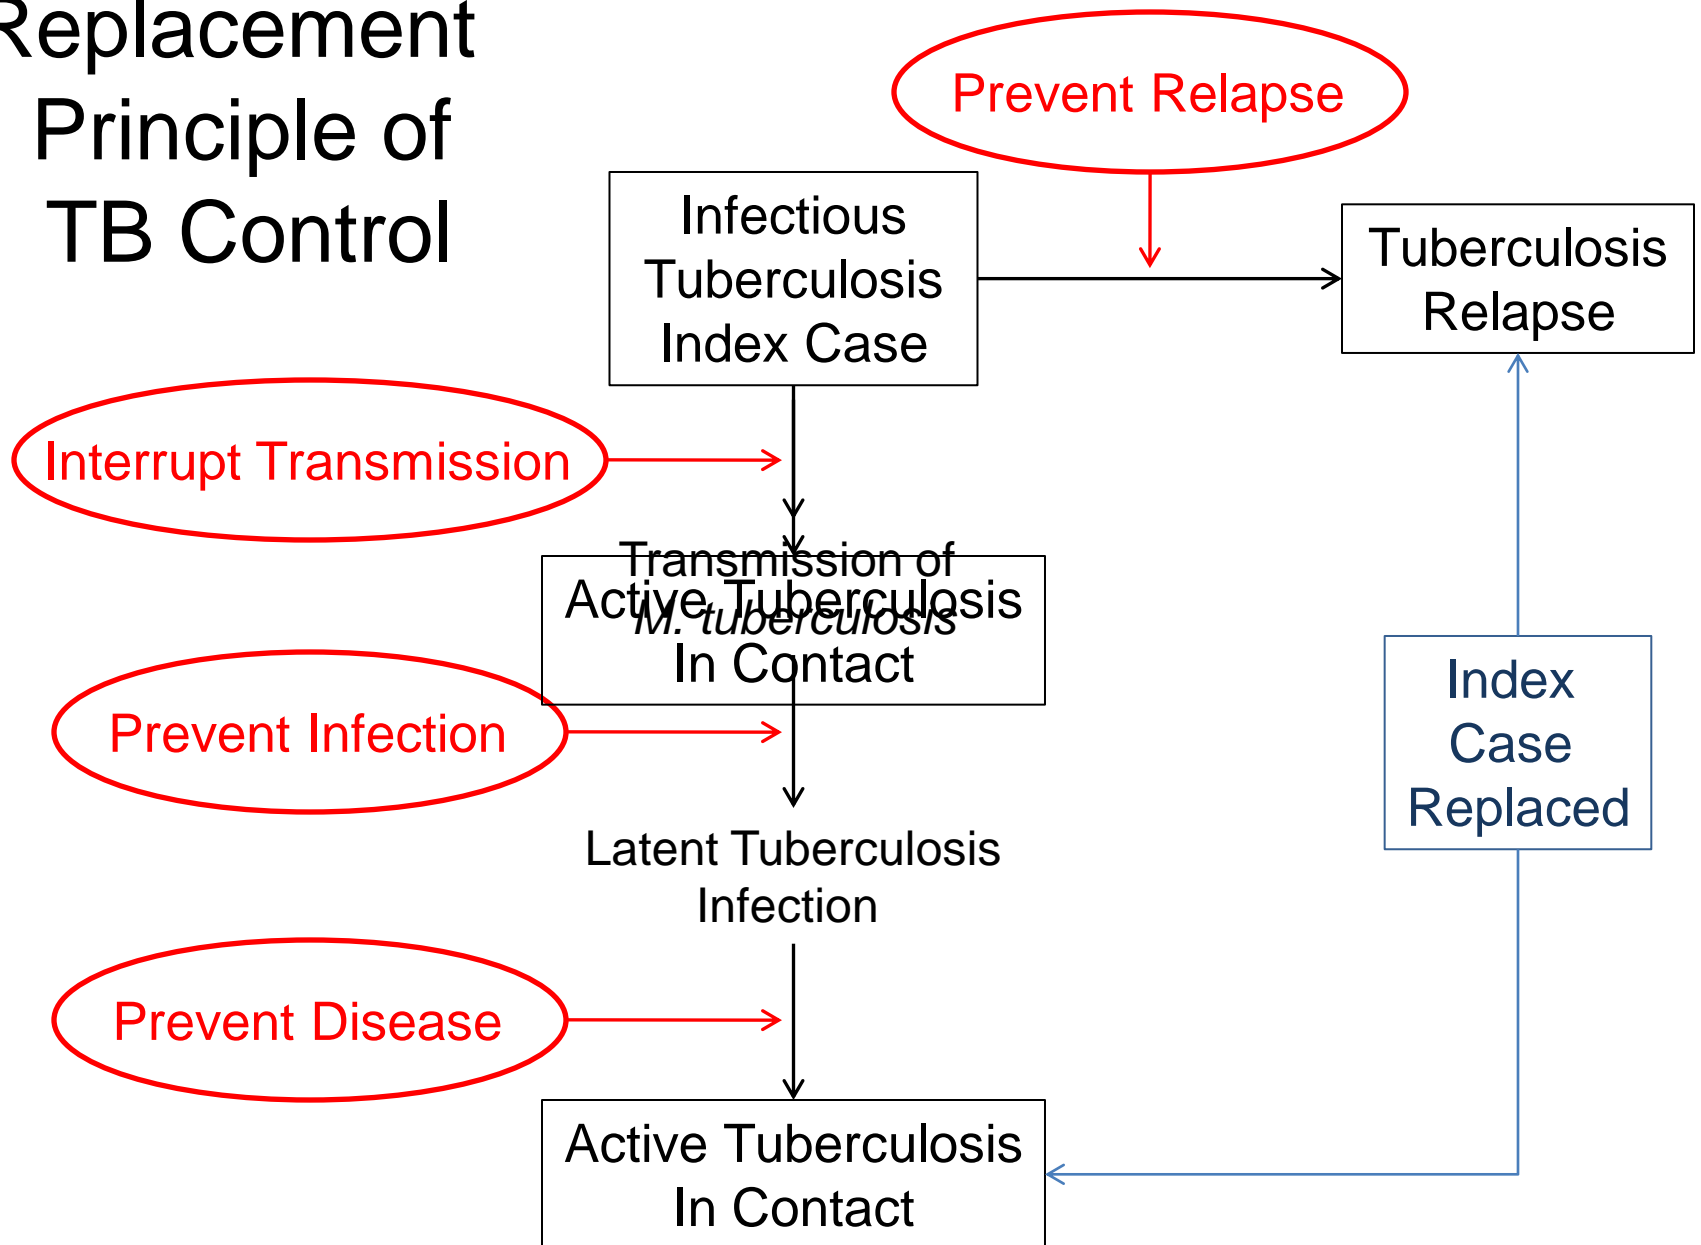 Replacement
Principle of
TB Control
Prevent Relapse
Infectious
Tuberculosis
Index Case
Tuberculosis
Relapse
Interrupt Transmission
Transmission of
M. tuberculosis
Active Tuberculosis
In Contact
Prevent Infection
Index
Case
Replaced
Latent Tuberculosis
Infection
Prevent Disease
Active Tuberculosis
In Contact